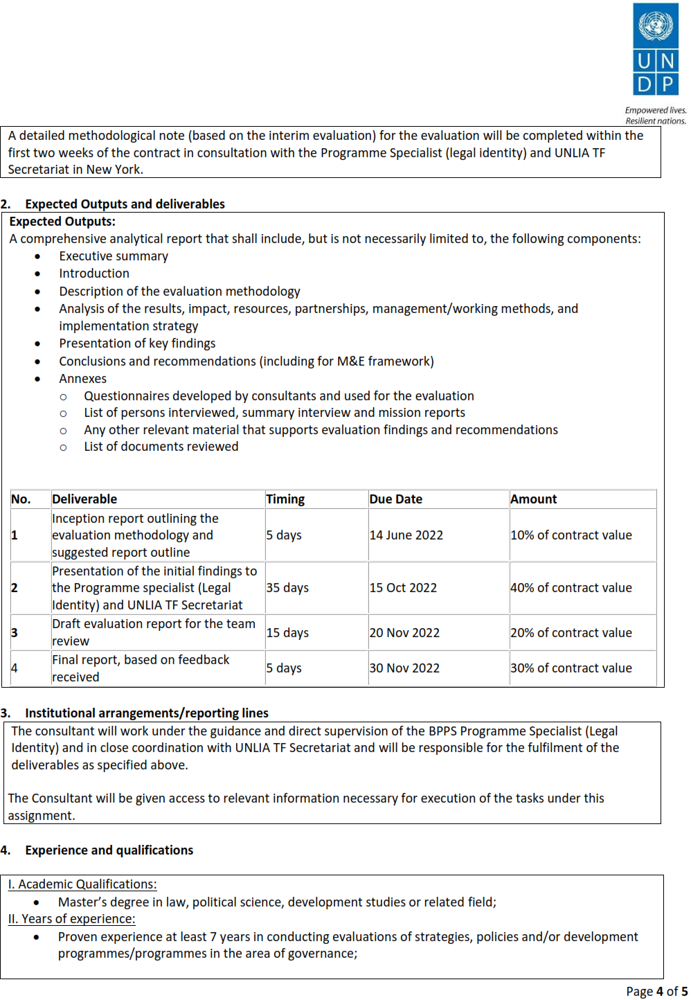 U N
D P
Empowered lives.
Resilient nations.
A detailed methodological note (based on the interim evaluation) for the evaluation will be completed within the
first two weeks of the contract in consultation with the Programme Specialist (legal identity) and UNLIA TF
Secretariat in New York.
2. Expected Outputs and deliverables
Expected Outputs:
A comprehensive analytical report that shall include, but is not necessarily limited to, the following components:
• Executive summary
• Introduction
• Description of the evaluation methodology
• Analysis of the results, impact, resources, partnerships, management/working methods, and
implementation strategy
• Presentation of key findings
• Conclusions and recommendations (including for M&E framework)
• Annexes
o Questionnaires developed by consultants and used for the evaluation
o List of persons interviewed, summary interview and mission reports
o Any other relevant material that supports evaluation findings and recommendations
o List of documents reviewed
No. Deliverable Timing Due Date Amount
Inception report outlining the
1 evaluation methodology and 5 days 14 June 2022 10% of contract value
suggested report outline
Presentation of the initial findings to
2 the Programme specialist (Legal 35 days 15 Oct 2022 40% of contract value
Identity) and UNLIA TF Secretariat
3 Draft evaluation report for the team 15 days 20 Nov 2022 20% of contract value
review
4 Final report, based on feedback 5 days 30 Nov 2022 30% of contract value
received
3. Institutional arrangements/reporting lines
The consultant will work under the guidance and direct supervision of the BPPS Programme Specialist (Legal
Identity) and in close coordination with UNLIA TF Secretariat and will be responsible for the fulfilment of the
deliverables as specified above.
The Consultant will be given access to relevant information necessary for execution of the tasks under this
assignment.
4. Experience and qualifications
I. Academic Qualifications:
• Master’s degree in law, political science, development studies or related field;
II. Years of experience:
• Proven experience at least 7 years in conducting evaluations of strategies, policies and/or development
programmes/programmes in the area of governance;
Page 4 of 5